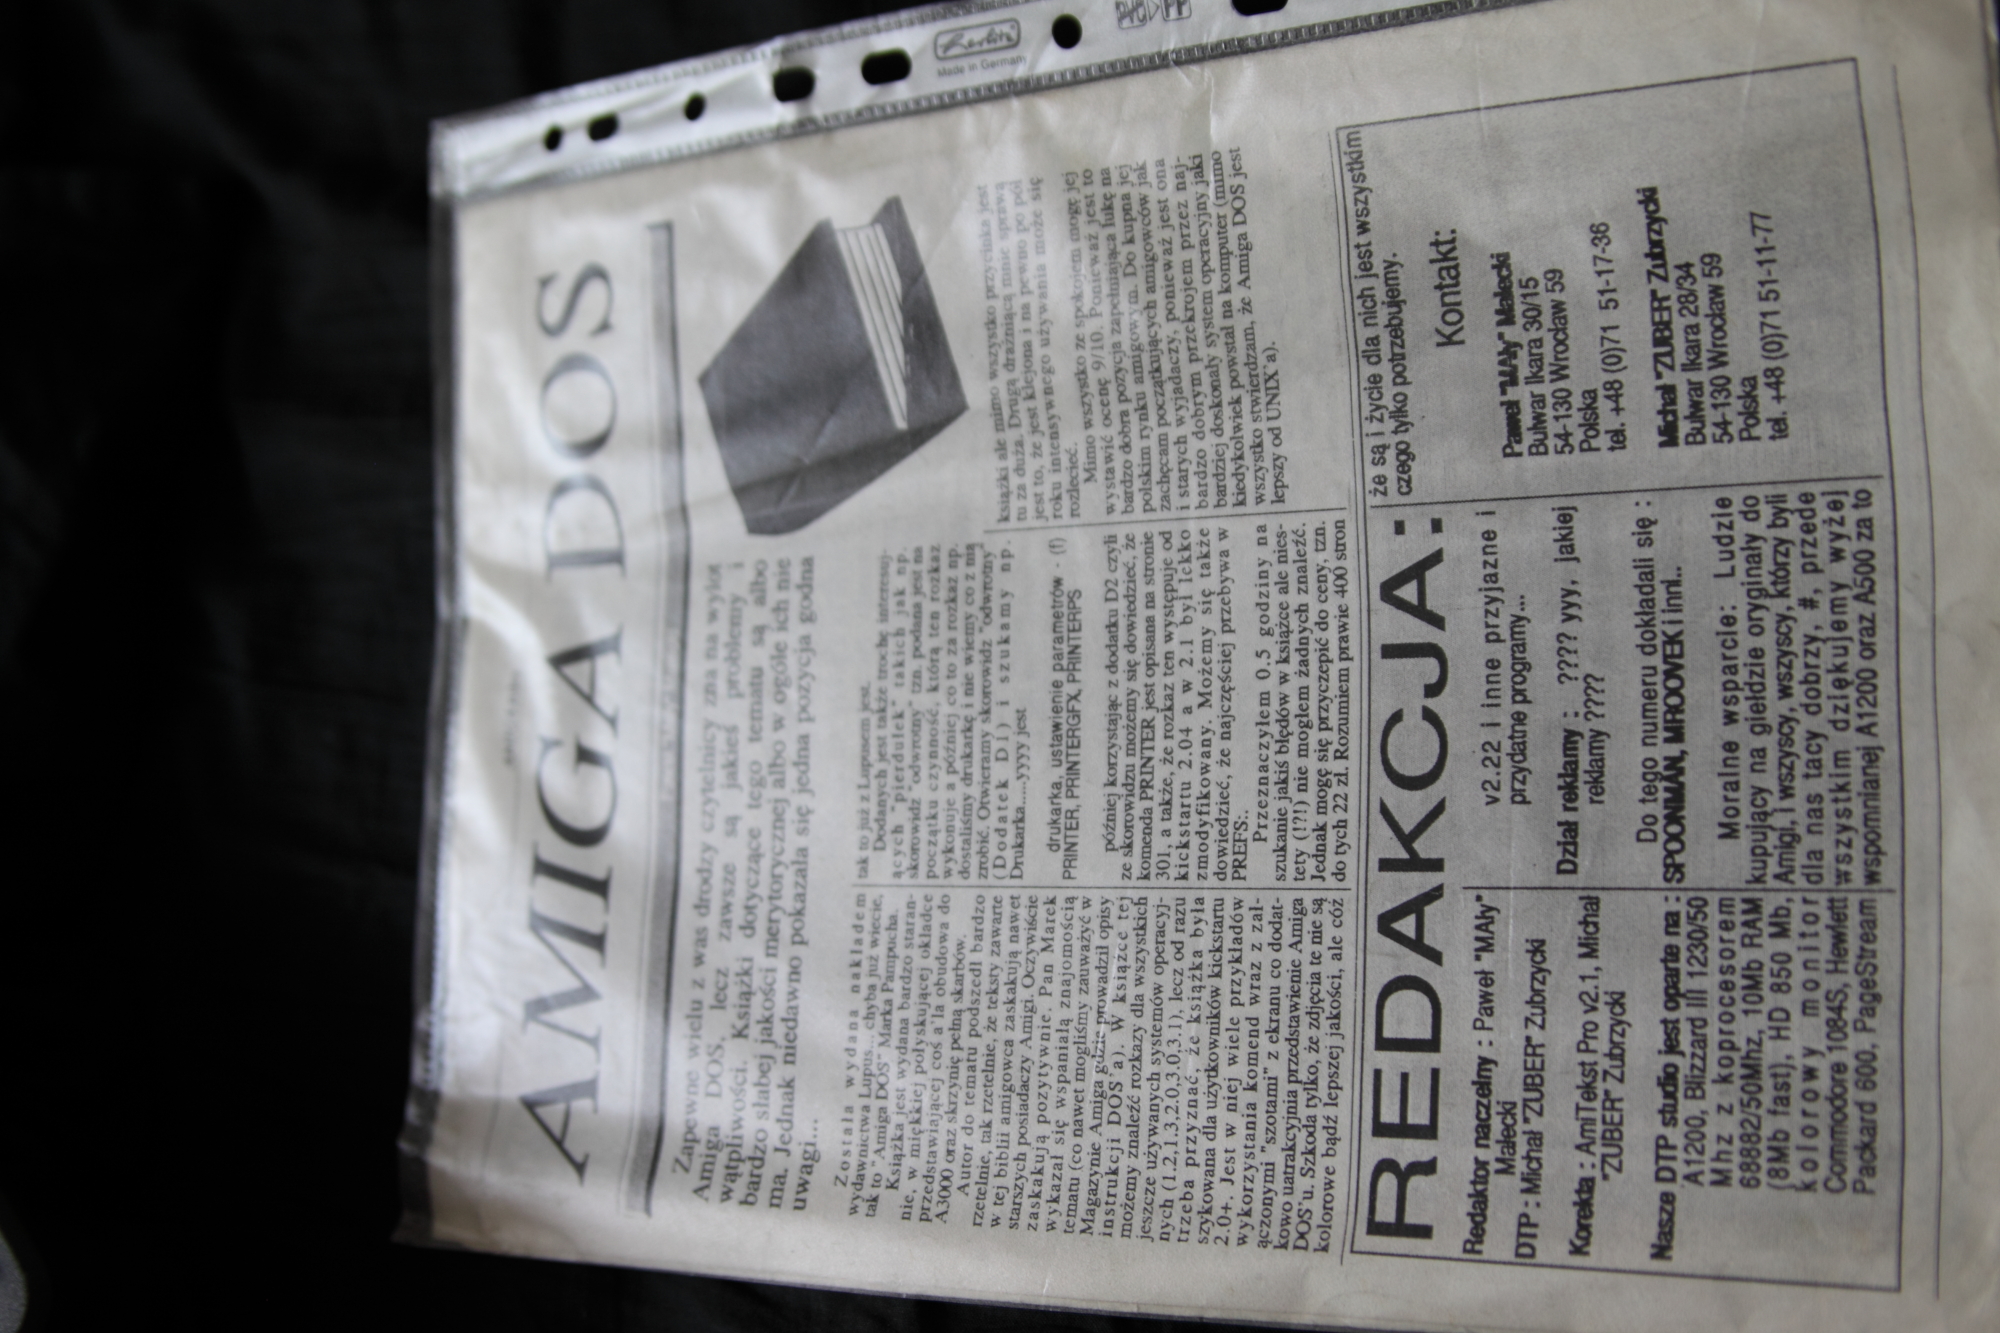 Made in Germany
AMIGA DOS
Zapewne wielu z was drodzy czytelnicy zna na wylot
Amiga DOS, lecz zawsze są jakieś problemy i
wątpliwości. Książki dotyczące tego tematu są albo
bardzo słabej jakości merytorycznej albo w ogóle ich nie
ma. Jednak niedawno pokazała się jedna pozycja godna
uwagi...
Została wydana nakładem
wydawnictwa Lupus.... chyba już wiecie,
tak to "Amiga DOS" Marka Pampucha.
Książka jest wydana bardzo staran-
nie, w miękkiej połyskującej okładce
przedstawiającej coś a'la obudowa do
A3000 oraz skrzynię pełną skarbów.
Autor do tematu podszedł bardzo
rzetelnie, tak rzetelnie, że teksty zawarte
w tej biblii amigowca zaskakują nawet
starszych posiadaczy Amigi. Oczywiście
zaskakują pozytywnie. Pan Marek
wykazał się wspaniałą znajomością
tematu (co nawet mogliśmy zauważyć w
Magazynie Amiga gdzie prowadził opisy
instrukcji DOS'a). W książce tej
możemy znaleźć rozkazy dla wszystkich
jeszcze używanych systemów operacyj-
nych (1.2,1.3,2.0,3.0,3.1), lecz od razu
trzeba przyznać, że książka była
szykowana dla użytkowników kickstartu
2.0+. Jest w niej wiele przykładów
wykorzystania komend wraz z zał-
ączonymi "szotami" z ekranu co dodat-
kowo uatrakcyjnia przedstawienie Amiga
DOS'u. Szkoda tylko, że zdjęcia te nie są
kolorowe bądź lepszej jakości, ale cóż
tak to już z Lupusem jest.
Dodanych jest także trochę interesuj-
ących "pierdułek" takich jak np.
skorowidz "odwrotny" tzn. podana jest na
początku czynność, którą ten rozkaz
wykonuje a później co to za rozkaz np.
dostaliśmy drukarkę i nie wiemy co z nią
zrobić. Otwieramy skorowidz "odwrotny
(Dodatek D1) i szukamy np.
Drukarka.....yyyy jest
drukarka, ustawienie parametrów - (f)
PRINTER, PRINTERGFX, PRINTERPS
później korzystając z dodatku D2 czyli
ze skorowidzu możemy się dowiedzieć, że
komenda PRINTER jest opisana na stronie
301, a także, że rozkaz ten występuje od
kickstartu 2.04 a w 2.1 był lekko
zmodyfikowany. Możemy się także
dowiedzieć, że najczęściej przebywa w
PREFS:.
Przeznaczyłem 0.5 godziny na
szukanie jakiś błędów w książce ale nies-
tety (!?!) nie mogłem żadnych znaleźć.
Jednak mogę się przyczepić do ceny, tzn.
do tych 22 zł. Rozumiem prawie 400 stron
książki ale mimo wszystko przycinka jest
tu za duża. Drugą drażniącą mnie sprawą
jest to, że jest klejona i na pewno po pół
roku intensywnego używania może się
rozlecieć.
Mimo wszystko ze spokojem mogę jej
wystawić ocenę 9/10. Ponieważ jest to
bardzo dobra pozycja zapełniająca lukę na
polskim rynku amigowym. Do kupna jej
zachęcam początkujących amigowców jak
i starych wyjadaczy, ponieważ jest ona
bardzo dobrym przekrojem przez naj-
bardziej doskonały system operacyjny jaki
kiedykolwiek powstał na komputer (mimo
wszystko stwierdzam, że Amiga DOS jest
lepszy od UNIX'a).
REDAKCJA:
Redaktor naczelny : Paweł "MAły"
Małecki
DTP : Michał "ZUBER" Zubrzycki
Korekta : AmiTekst Pro v2.1, Michał
"ZUBER" Zubrzycki
Nasze DTP studio jest oparte na :
A1200, Blizzard III 1230/50
Mhz z koprocesorem
68882/50Mhz, 10Mb RAM
(8Mb fast), HD 850 Mb,
kolorowy monitor
Commodore 1084S, Hewlett
Packard 600, PageStream
v2.22 i inne przyjazne i
przydatne programy...
Dział reklamy : ???? yyy, jakiej
reklamy ????
Do tego numeru dokładali się :
SPOONMAN, MROOVEK i inni..
Moralne wsparcie: Ludzie
kupujący na giełdzie oryginały do
Amigi, i wszyscy, wszyscy, którzy byli
dla nas tacy dobrzy, #, przede
wszystkim dziękujemy wyżej
wspomnianej A1200 oraz A500 za to
że są i życie dla nich jest wszystkim
czego tylko potrzebujemy.
Kontakt:
Paweł "MAły" Małecki
Bulwar Ikara 30/15
54-130 Wrocław 59
Polska
tel. +48 (0)71 51-17-36
Michał "ZUBER" Zubrzycki
Bulwar Ikara 28/34
54-130 Wrocław 59
Polska
tel. +48 (0)71 51-11-77